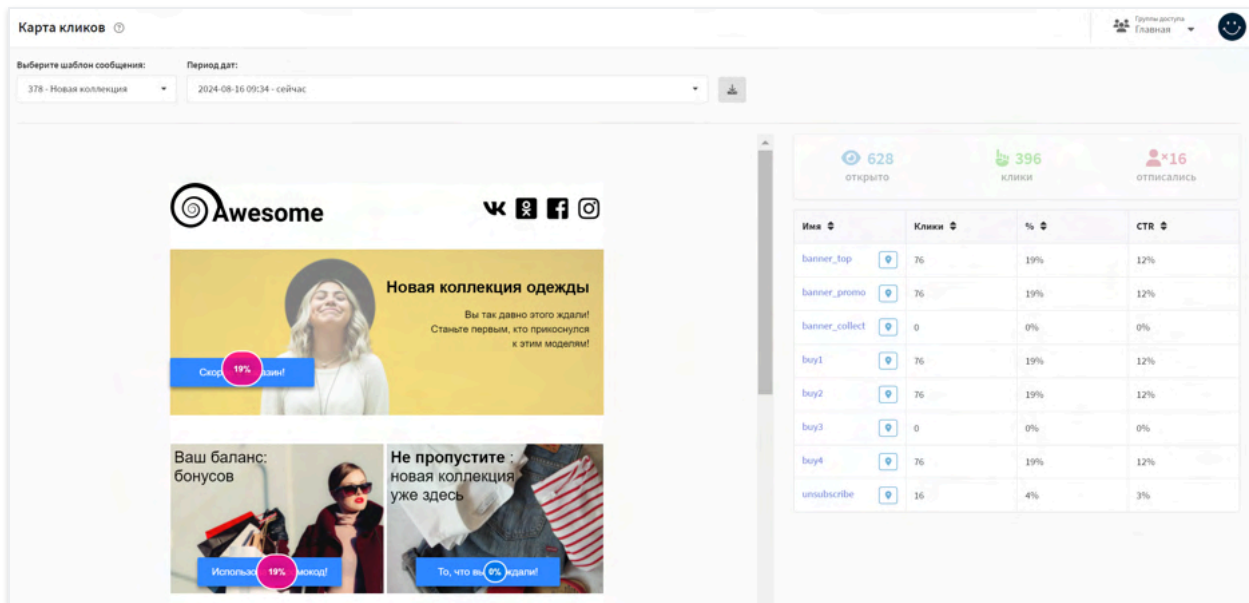 Карта кликов
Группы доступа
Главная
Выберите шаблон сообщения:
Период дат:
378 - Новая коллекция
2024-08-16 09:34 - сейчас
628
открыто
396
клики
×16
отписались
Awesome
Новая коллекция одежды
Вы так давно этого ждали!
Станьте первым, кто прикоснулся
к этим моделям!
19%
Ваш баланс:
бонусов
Не пропустите :
новая коллекция
уже здесь
19%
То, что вы 0% ждали!
Имя Клики % CTR
banner_top 76 19% 12%
banner_promo 76 19% 12%
banner_collect 0 0% 0%
buy1 76 19% 12%
buy2 76 19% 12%
buy3 0 0% 0%
buy4 76 19% 12%
unsubscribe 16 4% 3%